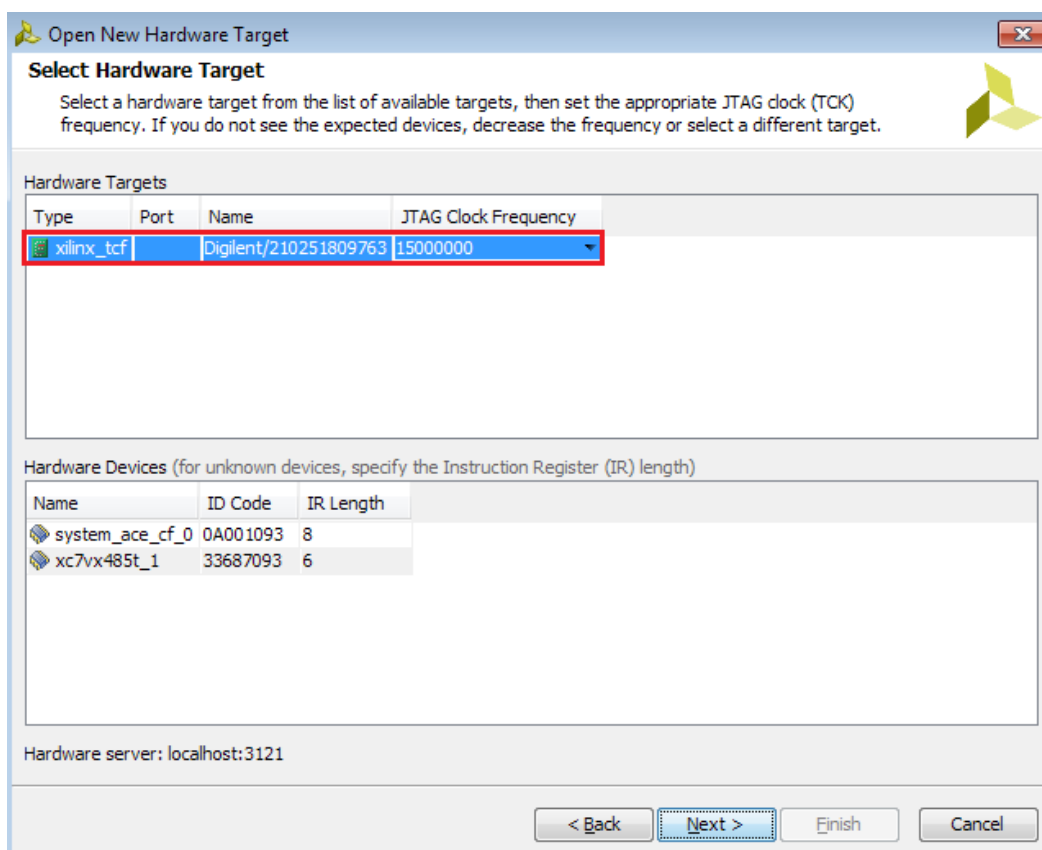 Open New Hardware Target
Select Hardware Target
Select a hardware target from the list of available targets, then set the appropriate JTAG clock (TCK)
frequency. If you do not see the expected devices, decrease the frequency or select a different target.
Hardware Targets
Type Port Name JTAG Clock Frequency
xilinx_tcf Digilent/210251809763 15000000
Hardware Devices (for unknown devices, specify the Instruction Register (IR) length)
Name ID Code IR Length
system_ace_cf_0 0A001093 8
xc7vx485t_1 33687093 6
Hardware server: localhost:3121
< Back Next > Finish Cancel